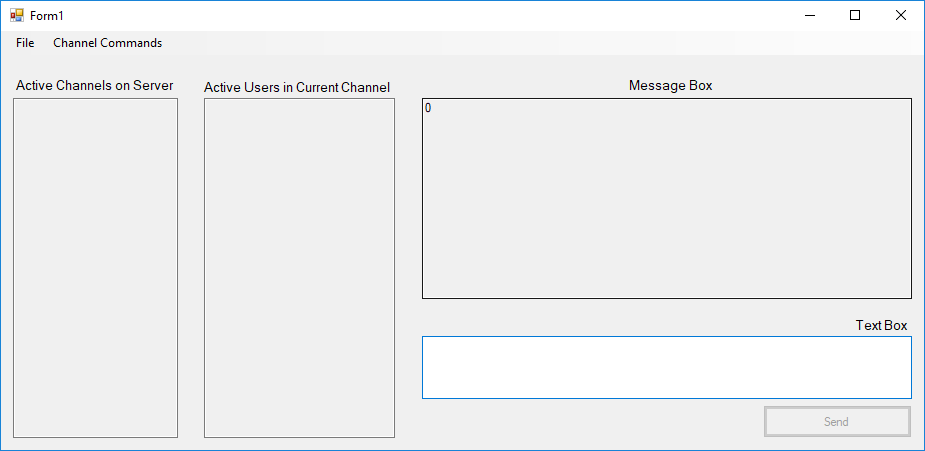 Form1
File Channel Commands
Active Channels on Server
Active Users in Current Channel
Message Box
0
Text Box
Send